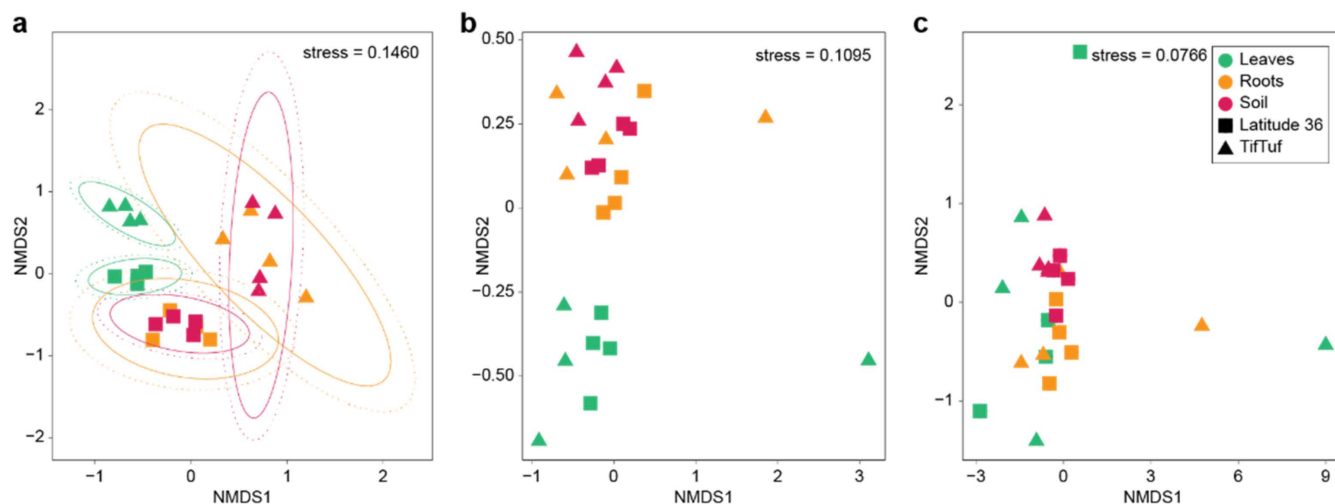 a
stress = 0.1460
NMDS2
2
1
0
−1
−2
−1
0
1
2
NMDS1
b
stress = 0.1095
NMDS2
0.50
0.25
0
−0.25
−0.50
−1
0
1
2
3
NMDS1
c
stress = 0.0766
Leaves
Roots
Soil
Latitude 36
TifTuf
NMDS2
2
1
0
−1
−3
0
3
6
9
NMDS1